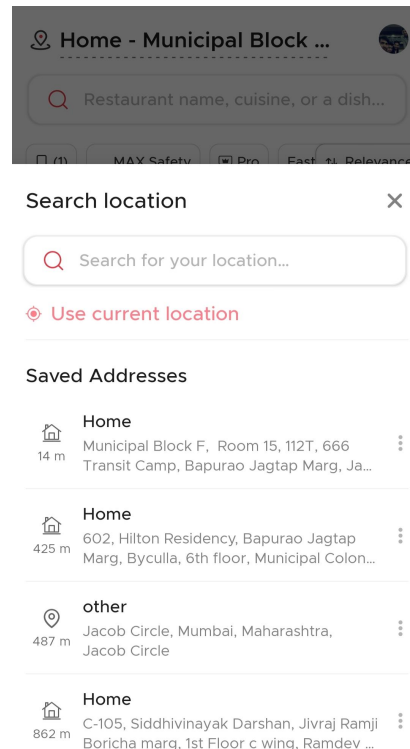 Home - Municipal Block ...
Restaurant name, cuisine, or a dish...
(1) MAX Safety Pro Fast Relevance
Search location
Search for your location...
Use current location
Saved Addresses
Home
14 m
Municipal Block F, Room 15, 112T, 666
Transit Camp, Bapurao Jagtap Marg, Ja...
Home
425 m
602, Hilton Residency, Bapurao Jagtap
Marg, Byculla, 6th floor, Municipal Colon...
other
487 m
Jacob Circle, Mumbai, Maharashtra,
Jacob Circle
Home
862 m
C-105, Siddhivinayak Darshan, Jivraj Ramji
Boricha marg, 1st Floor c wing, Ramdev ...